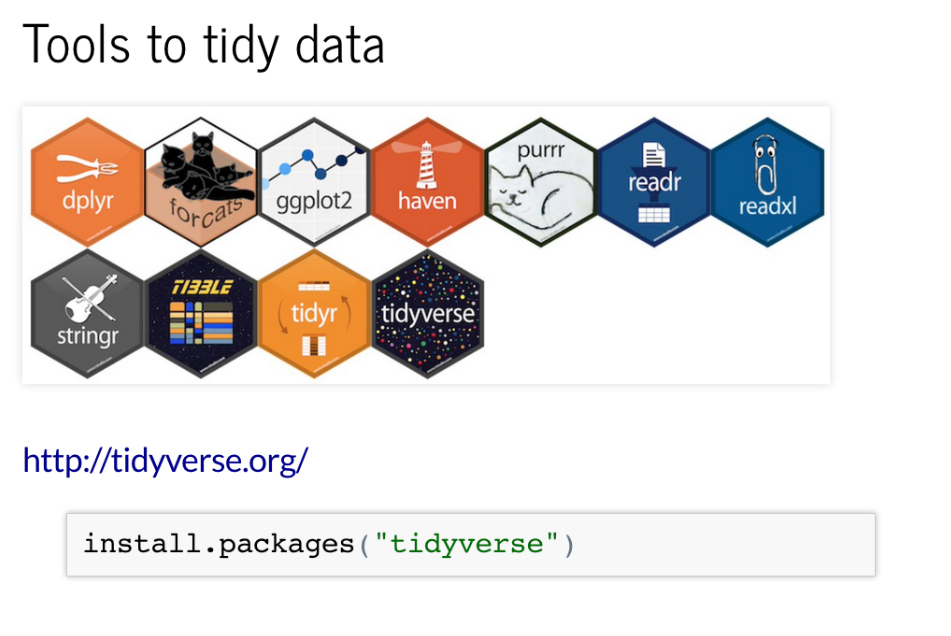 Tools to tidy data
dplyr
forcats
ggplot2
haven
purrr
readr
readxl
stringr
TIBBLE
tidyr
tidyverse
http://tidyverse.org/
install.packages("tidyverse")